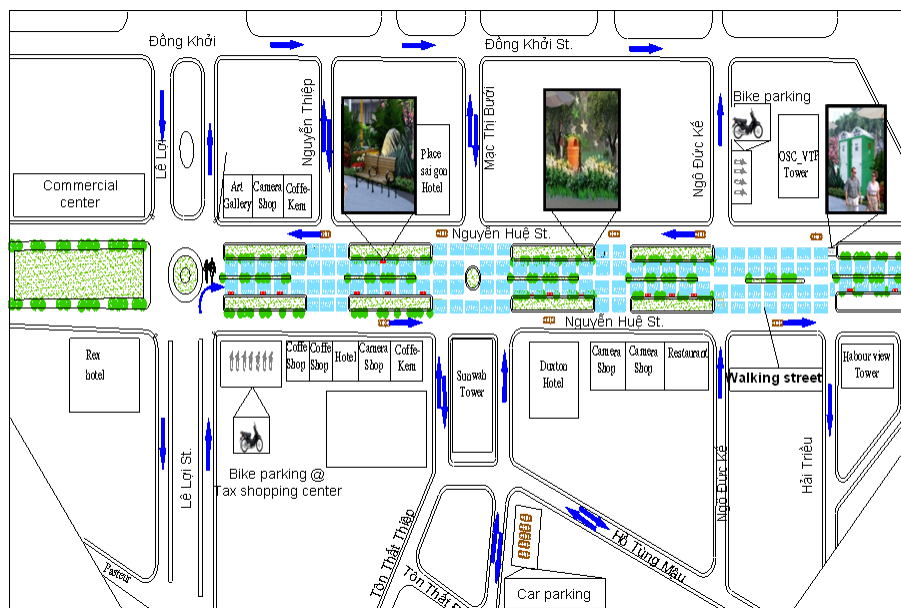 Đồng Khởi
Đồng Khởi St.
Nguyễn Thiệp
Mạc Thị Bưởi
Ngô Đức Kế
Bike parking
Lê Lợi
Place
sai gon
Hotel
OSC_VTP
Tower
Commercial
center
Art
Gallery
Camera
Shop
Coffe-
Kem
Nguyễn Huệ St.
Nguyễn Huệ St.
Rex
hotel
Coffe
Shop
Coffe
Shop
Hotel
Camera
Shop
Coffe-
Kem
Sunwah
Tower
Duxton
Hotel
Camera
Shop
Camera
Shop
Restaurant
Walking street
Habour view
Tower
Bike parking @
Tax shopping center
Lê Lợi St.
Ngô Đức Kế
Hải Triều
Pasteur
Tôn Thất Thiệp
Tôn Thất
Hồ Tùng Mậu
Car parking